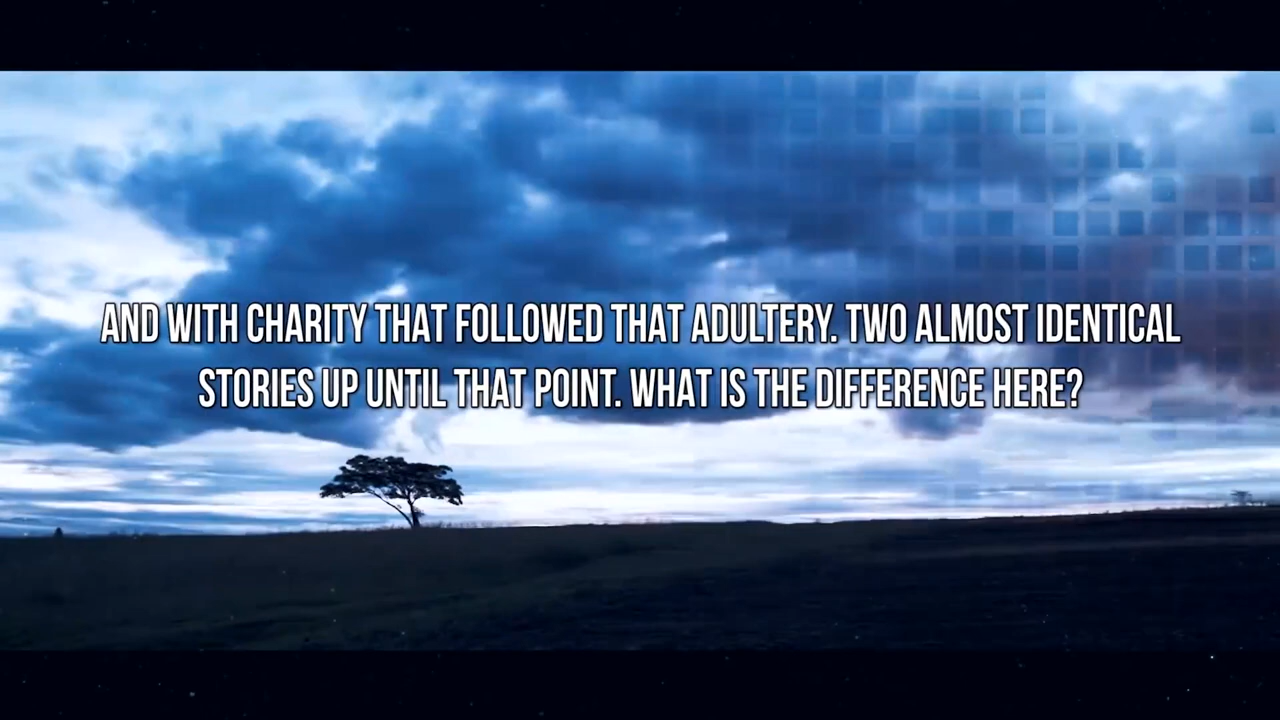 AND WITH CHARITY THAT FOLLOWED THAT ADULTERY. TWO ALMOST IDENTICAL
STORIES UP UNTIL THAT POINT. WHAT IS THE DIFFERENCE HERE?